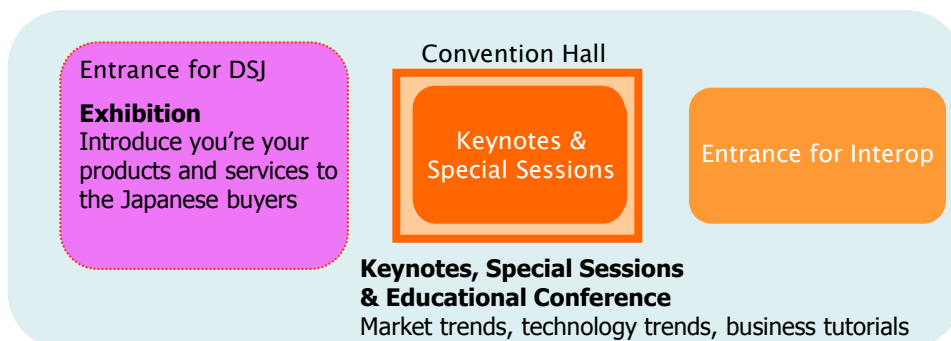 Entrance for DSJ
Exhibition
Introduce you’re your
products and services to
the Japanese buyers
Convention Hall
Keynotes &
Special Sessions
Entrance for Interop
Keynotes, Special Sessions
& Educational Conference
Market trends, technology trends, business tutorials